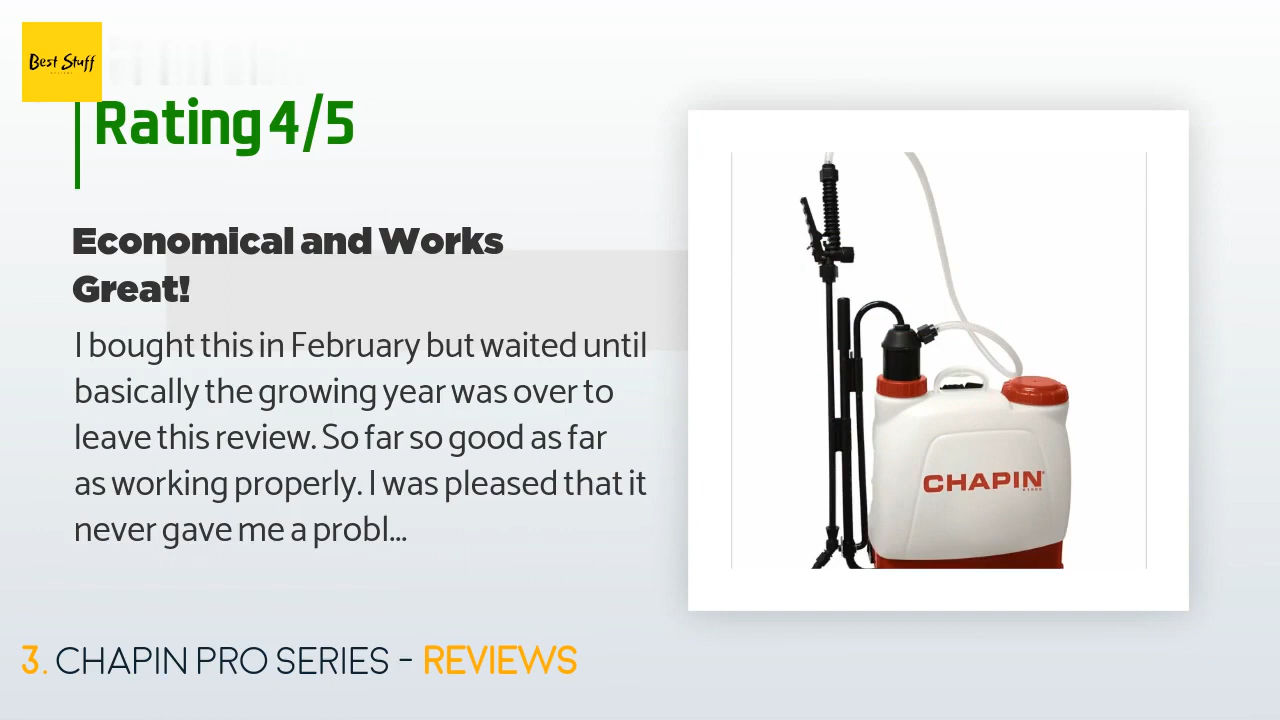 Best Stuff
Rating 4/5
Economical and Works
Great!
I bought this in February but waited until
basically the growing year was over to
leave this review. So far so good as far
as working properly. I was pleased that it
never gave me a probl...
CHAPIN
3. CHAPIN PRO SERIES - REVIEWS